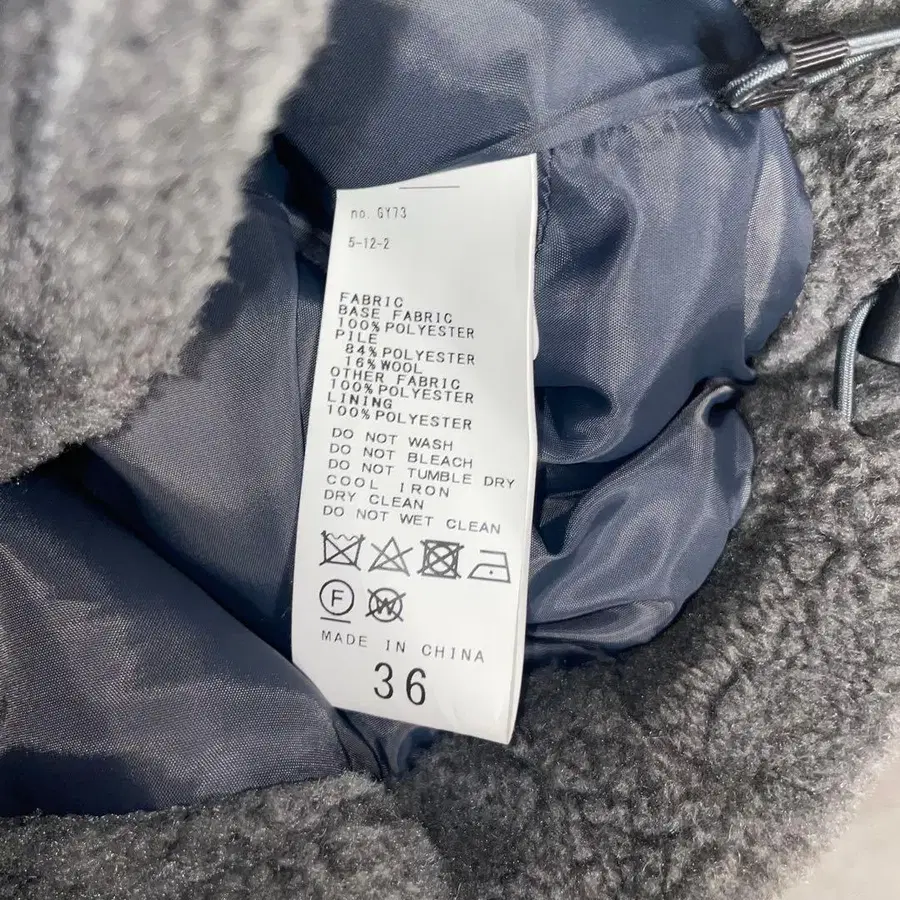 no. GY73
5-12-2
FABRIC
BASE FABRIC
100%POLYESTER
PILE
84%POLYESTER
16%WOOL
OTHER FABRIC
100%POLYESTER
LINING
100%POLYESTER
DO NOT WASH
DO NOT BLEACH
DO NOT TUMBLE DRY
COOL IRON
DRY CLEAN
DO NOT WET CLEAN
F W
MADE IN CHINA
36